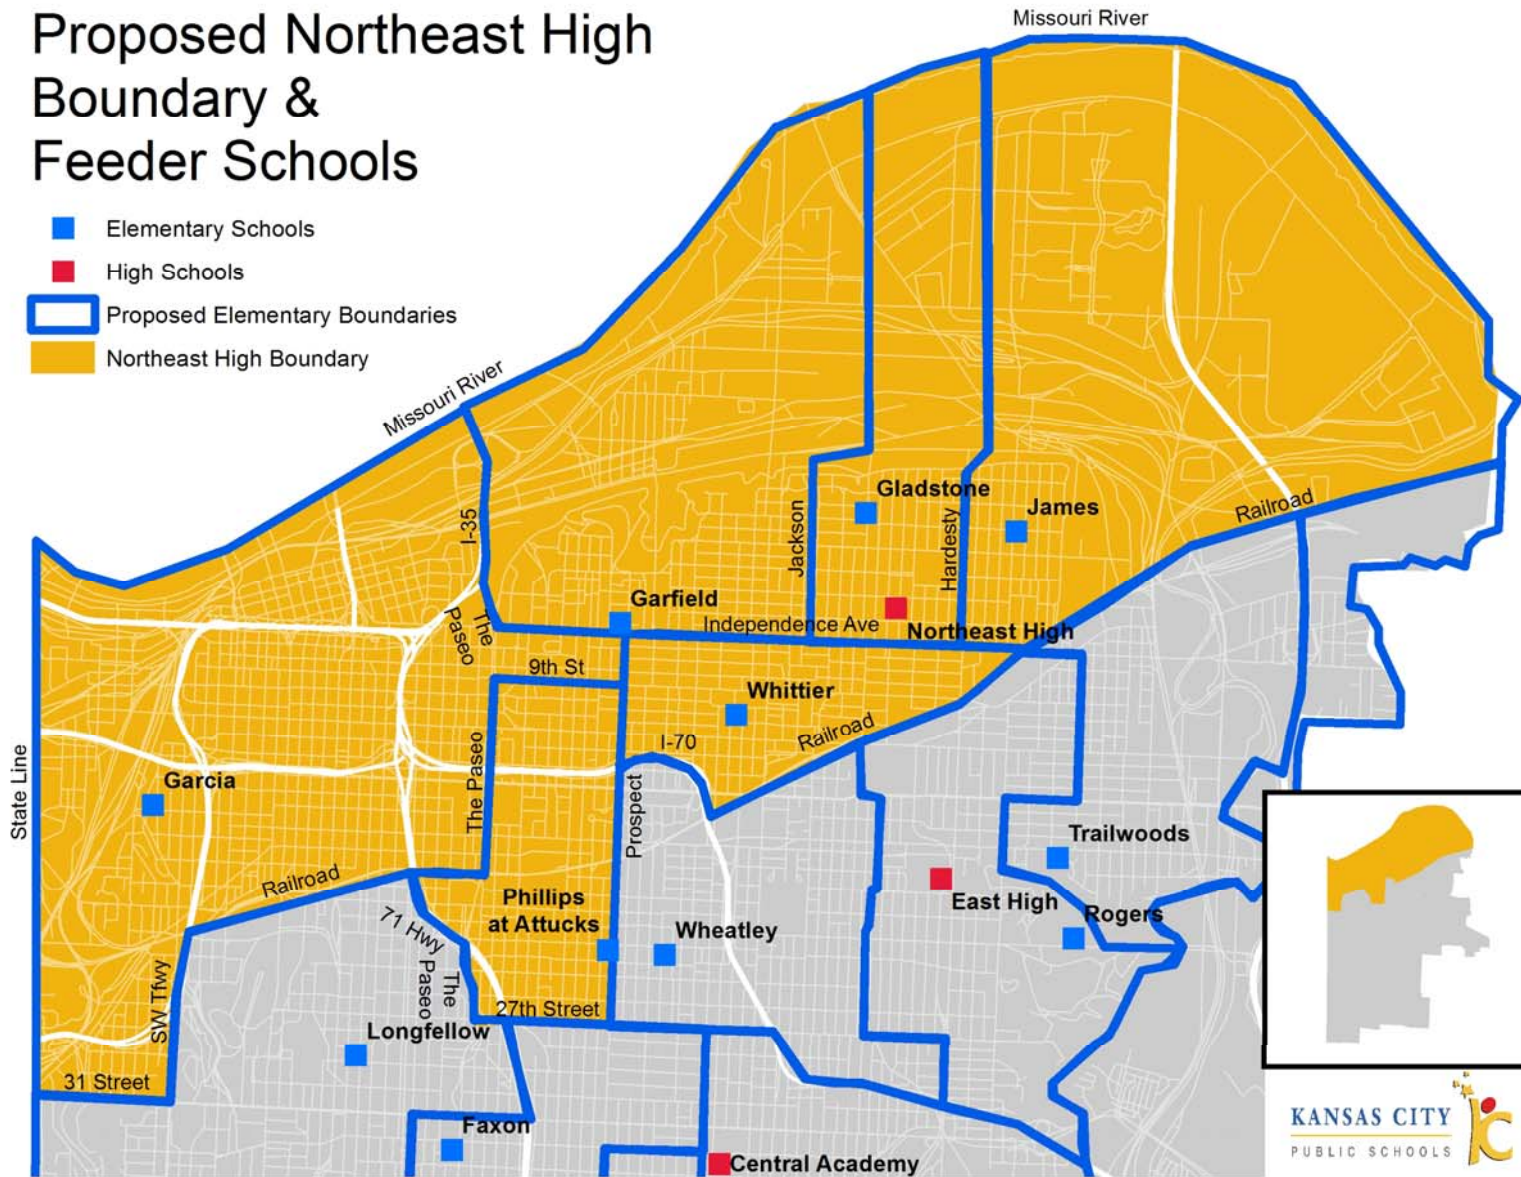 Proposed Northeast High
Boundary &
Feeder Schools
Elementary Schools
High Schools
Proposed Elementary Boundaries
Northeast High Boundary
Missouri River
Missouri River
I-35
Jackson
Gladstone
Hardesty
James
Railroad
Garfield
The
Paseo
Independence Ave
Northeast High
9th St
Whittier
Railroad
I-70
State Line
Garcia
The Paseo
Prospect
Railroad
Trailwoods
East High
Rogers
Phillips
at Attucks
71 Hwy
Wheatley
The
Paseo
SW Tfwy
27th Street
Longfellow
31 Street
Faxon
Central Academy
KANSAS CITY
PUBLIC SCHOOLS
KC